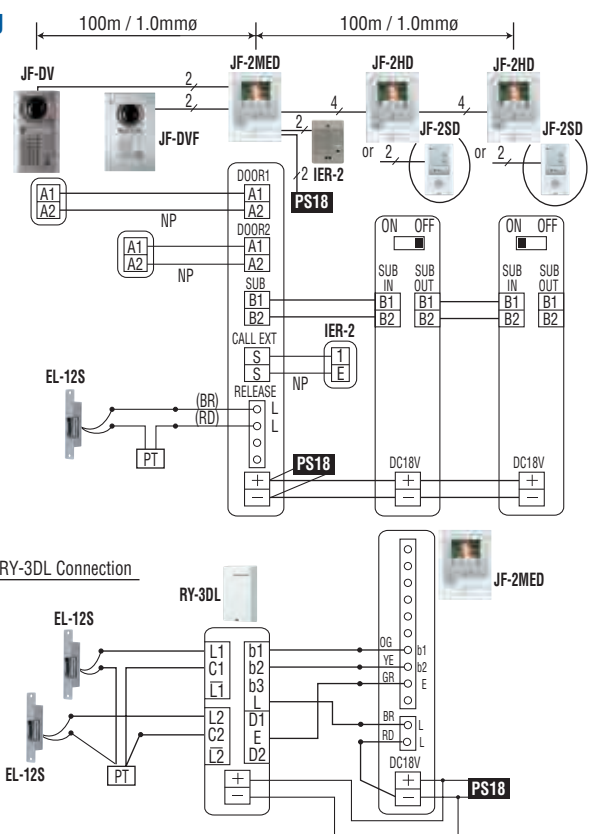 100m / 1.0mmø 100m / 1.0mmø
JF-DV JF-2MED JF-2HD JF-2HD
2
2 4 4
JF-DVF 2 JF-2SD JF-2SD
or 2 or 2
2 IER-2
PS18
DOOR1
A1 A1
A2 A2
NP
DOOR2
A1 A1
A2 A2
NP
ON OFF ON OFF
SUB SUB SUB SUB
IN OUT IN OUT
SUB
B1 B1 B1 B1 B1
B2 B2 B2 B2 B2
CALL EXT IER-2
S 1
S E
NP
EL-12S
RELEASE
(BR) L
(RD) L
PT
PS18 DC18V DC18V
+ + +
− − −
RY-3DL Connection
RY-3DL JF-2MED
EL-12S
L1 b1 OG b1
C1 b2 YE b2
L1 b3 GR E
L
L2 D1 BR L
C2 E RD L
L2 D2
EL-12S PT
DC18V
+ + PS18
− −